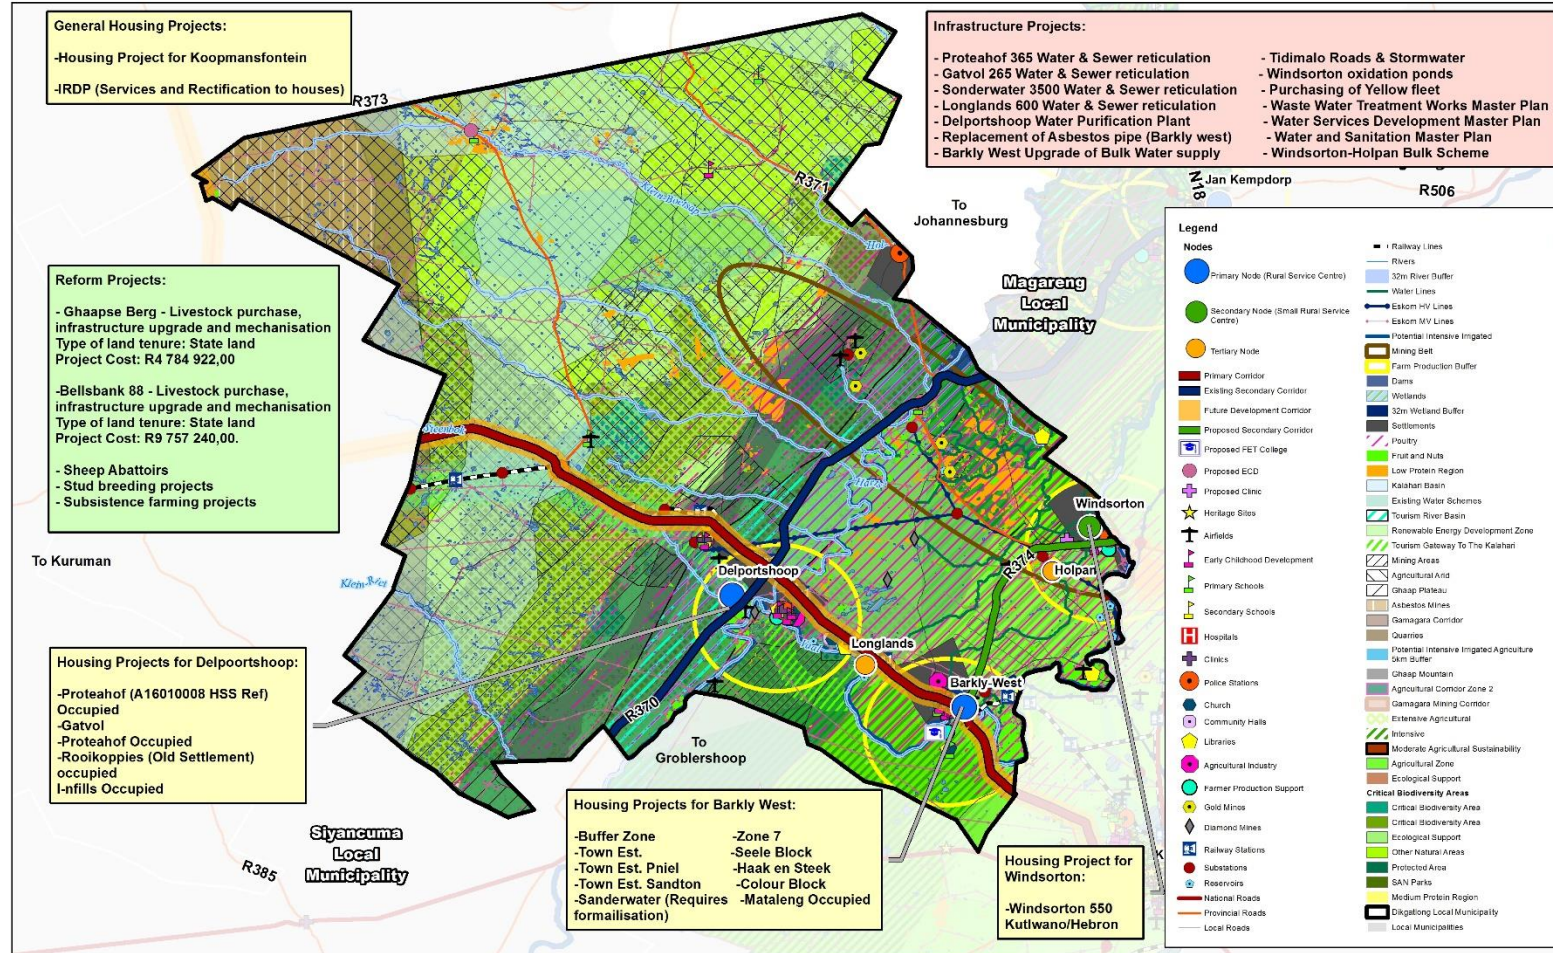 General Housing Projects:
-Housing Project for Koopmansfontein
-IRDP (Services and Rectification to houses)
Infrastructure Projects:
- Proteahof 365 Water & Sewer reticulation
- Gatvol 265 Water & Sewer reticulation
- Sonderwater 3500 Water & Sewer reticulation
- Longlands 600 Water & Sewer reticulation
- Delportshoop Water Purification Plant
- Replacement of Asbestos pipe (Barkly west)
- Barkly West Upgrade of Bulk Water supply
- Tidimalo Roads & Stormwater
- Windsorton oxidation ponds
- Purchasing of Yellow fleet
- Waste Water Treatment Works Master Plan
- Water Services Development Master Plan
- Water and Sanitation Master Plan
- Windsorton-Holpan Bulk Scheme
R373
R371
N18
Jan Kempdorp
R506
To
Johannesburg
Magareng
Local
Municipality
Reform Projects:
- Ghaapse Berg - Livestock purchase,
infrastructure upgrade and mechanisation
Type of land tenure: State land
Project Cost: R4 784 922,00
-Bellsbank 88 - Livestock purchase,
infrastructure upgrade and mechanisation
Type of land tenure: State land
Project Cost: R9 757 240,00.
- Sheep Abattoirs
- Stud breeding projects
- Subsistence farming projects
To Kuruman
Steenbok
Harts
Klein-Riet
Vaal
Windsorton
R374
Holpan
Delportshoop
Longlands
Barkly-West
R370
To
Groblershoop
Housing Projects for Delpoortshoop:
-Proteahof (A16010008 HSS Ref)
Occupied
-Gatvol
-Proteahof Occupied
-Rooikoppies (Old Settlement)
occupied
I-nfills Occupied
Siyancuma
Local
Municipality
R385
Housing Projects for Barkly West:
-Buffer Zone
-Town Est.
-Town Est. Pniel
-Town Est. Sandton
-Sanderwater (Requires
formailisation)
-Zone 7
-Seele Block
-Haak en Steek
-Colour Block
-Mataleng Occupied
Housing Project for
Windsorton:
-Windsorton 550
Kutlwano/Hebron
K
Legend
Nodes
Primary Node (Rural Service Centre)
Secondary Node (Small Rural Service
Centre)
Tertiary Node
Primary Corridor
Existing Secondary Corridor
Future Development Corridor
Proposed Secondary Corridor
Proposed FET College
Proposed ECD
Proposed Clinic
Heritage Sites
Airfields
Early Childhood Development
Primary Schools
Secondary Schools
Hospitals
Clinics
Police Stations
Church
Community Halls
Libraries
Agricultural Industry
Farmer Production Support
Gold Mines
Diamond Mines
Railway Stations
Substations
Reservoirs
National Roads
Provincial Roads
Local Roads
Railway Lines
Rivers
32m River Buffer
Water Lines
Eskom HV Lines
Eskom MV Lines
Potential Intensive Irrigated
Mining Belt
Farm Production Buffer
Dams
Wetlands
32m Wetland Buffer
Settlements
Poultry
Fruit and Nuts
Low Protein Region
Kalahari Basin
Existing Water Schemes
Tourism River Basin
Renewable Energy Development Zone
Tourism Gateway To The Kalahari
Mining Areas
Agricultural Arid
Ghaap Plateau
Asbestos Mines
Gamagara Corridor
Quarries
Potential Intensive Irrigated Agriculture
5km Buffer
Ghaap Mountain
Agricultural Corridor Zone 2
Gamagara Mining Corridor
Extensive Agricultural
Intensive
Moderate Agricultural Sustainability
Agricultural Zone
Ecological Support
Critical Biodiversity Areas
Critical Biodiversity Area
Critical Biodiversity Area
Ecological Support
Other Natural Areas
Protected Area
SAN Parks
Medium Protein Region
Dikgatlong Local Municipality
Local Municipalities